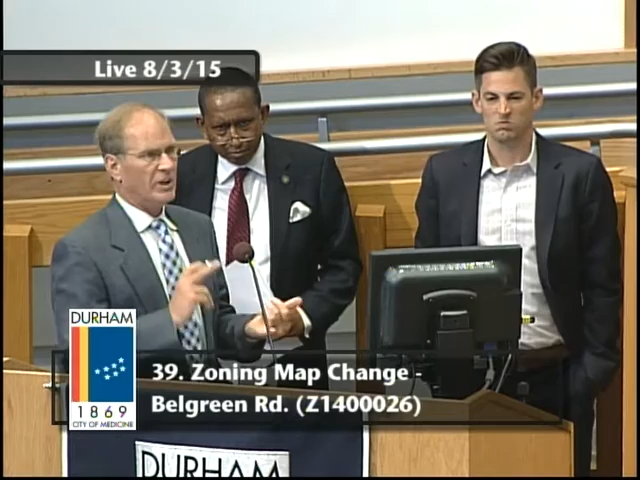 Live 8/3/15
DURHAM
1869
CITY OF MEDICINE
39. Zoning Map Change -
Belgreen Rd. (Z1400026)
DURHAM